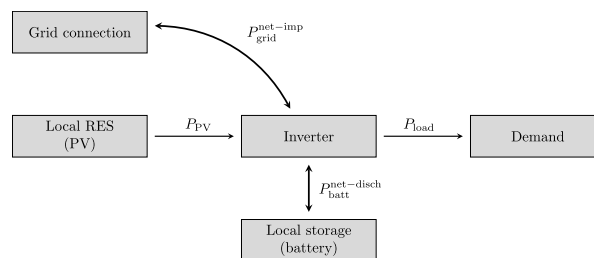 Grid connection
P_grid^net−imp
Local RES
(PV)
P_PV
Inverter
P_load
Demand
P_batt^net−disch
Local storage
(battery)